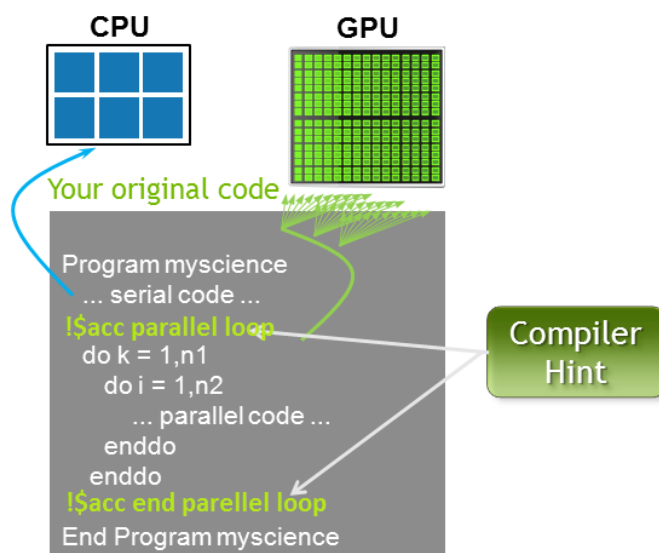 CPU
GPU
Your original code
Program myscience
... serial code ...
!$acc parallel loop
do k = 1,n1
do i = 1,n2
... parallel code ...
enddo
enddo
!$acc end parellel loop
End Program myscience
Compiler
Hint